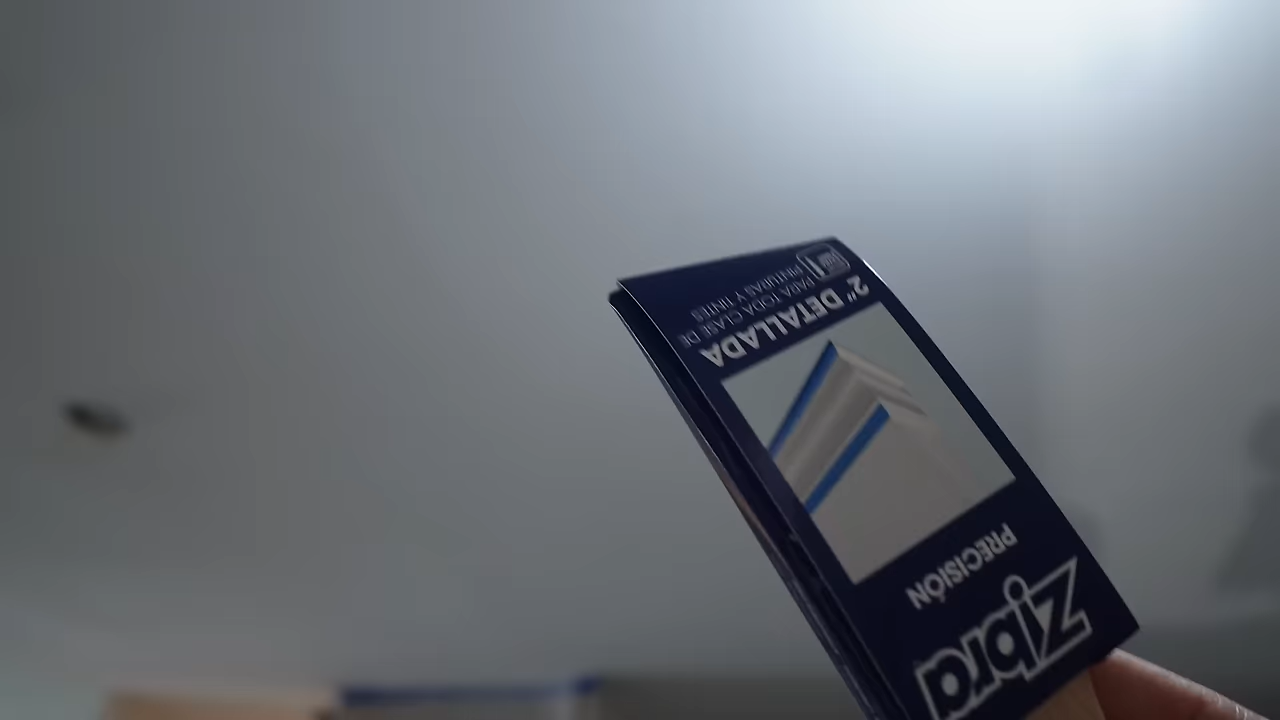 Zibra
PRECISIÓN
2" DETALLADA
PARA TODA CLASE DE
PINTURAS Y TINTES